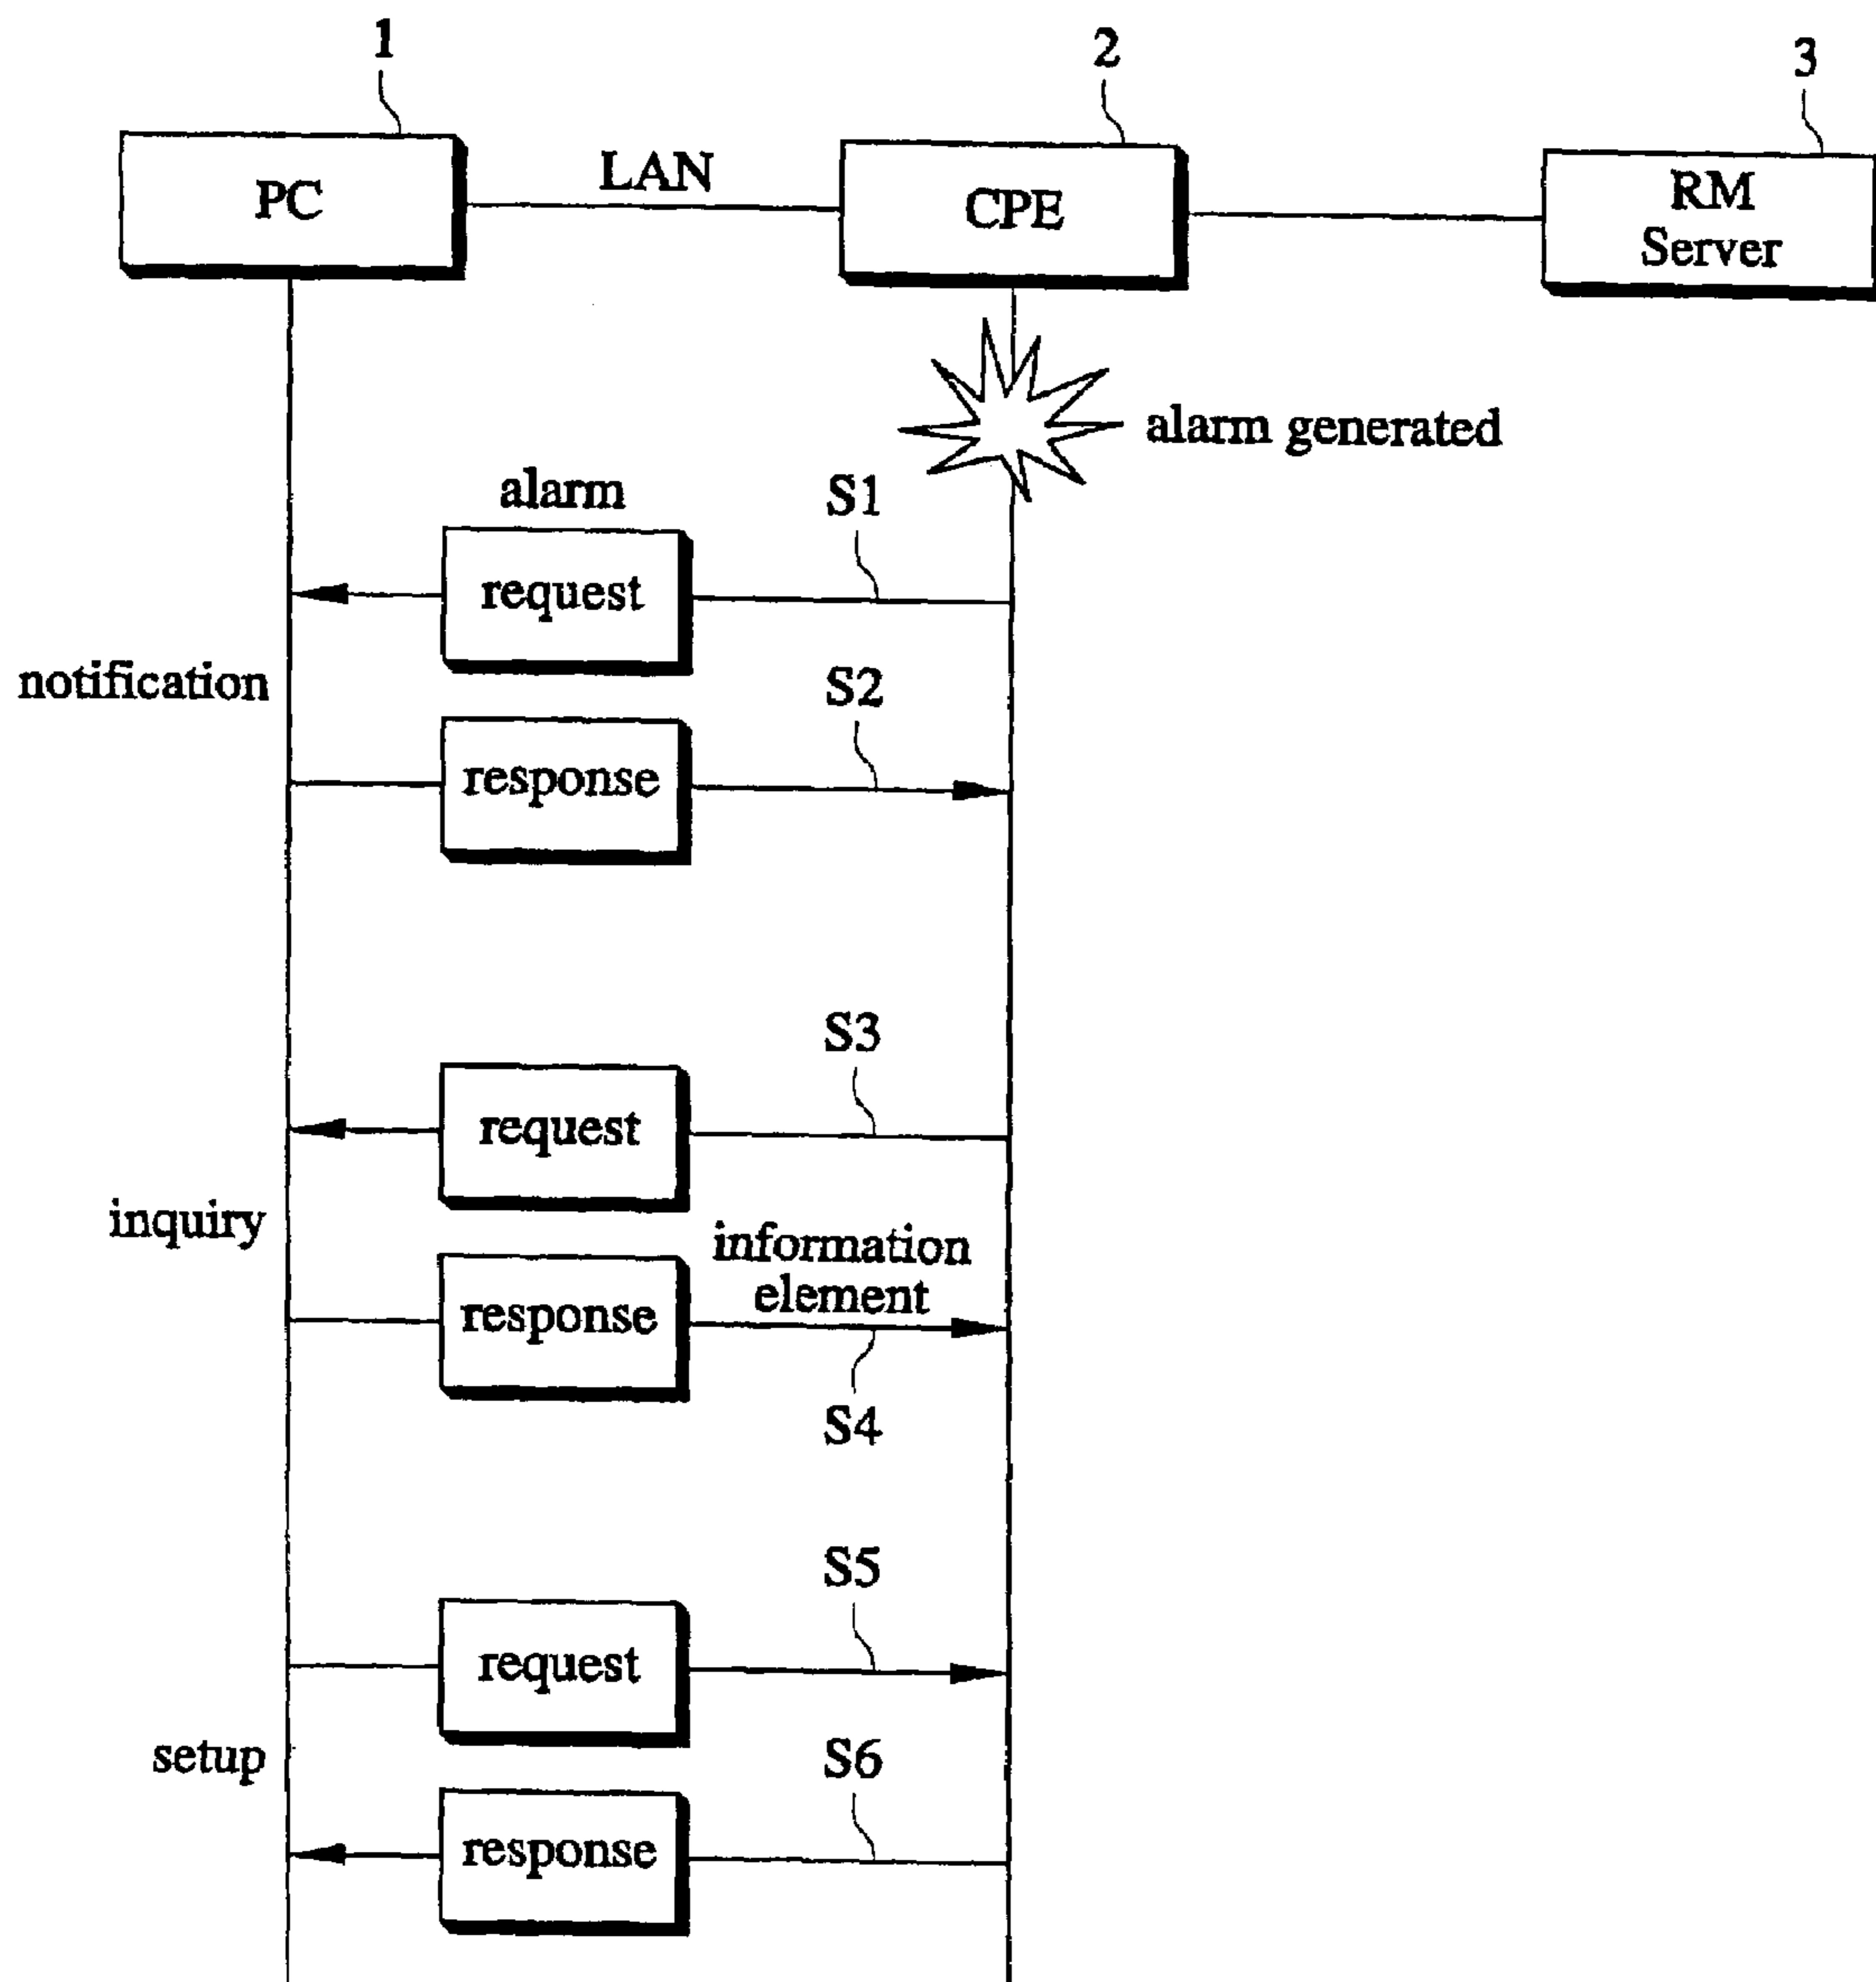 1
2
3
PC
LAN
CPE
RM
Server
alarm generated
alarm
S1
request
notification
S2
response
S3
request
inquiry
information
element
response
S4
S5
request
setup
S6
response